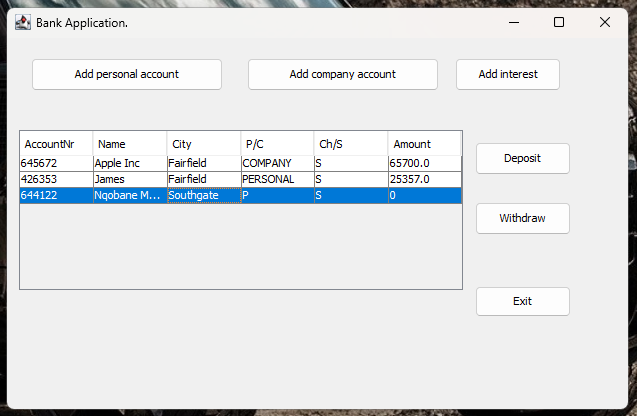 Bank Application.
Add personal account Add company account Add interest
AccountNr Name City P/C Ch/S Amount
645672 Apple Inc Fairfield COMPANY S 65700.0
426353 James Fairfield PERSONAL S 25357.0
644122 Nqobane M... Southgate P S 0
Deposit
Withdraw
Exit